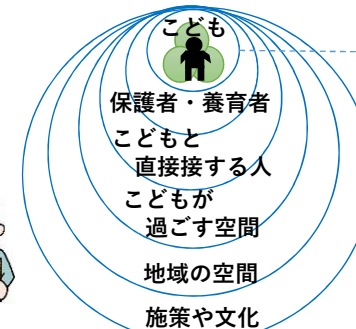 こども
保護者・養育者
こどもと
直接接する人
こどもが
過ごす空間
地域の空間
施策や文化